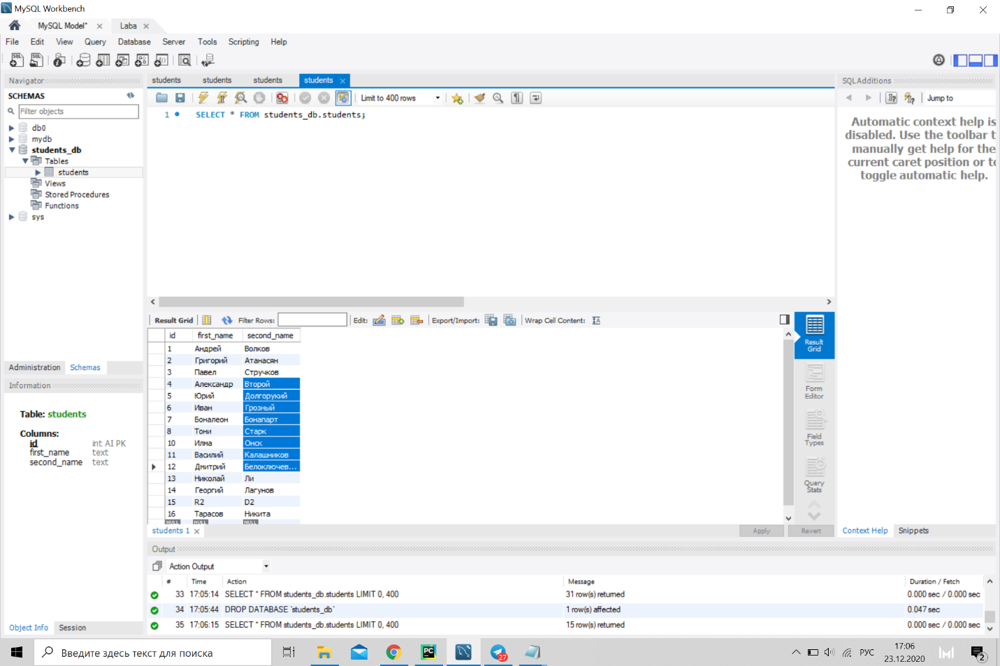 MySQL Workbench
MySQL Model* Laba
File Edit View Query Database Server Tools Scripting Help
Navigator
SCHEMAS
Filter objects
db0
mydb
students_db
Tables
students
Views
Stored Procedures
Functions
sys
Administration Schemas
Information
Table: students
Columns:
id int AI PK
first_name text
second_name text
Object Info Session
students students students students
Limit to 400 rows
1 SELECT * FROM students_db.students;
Result Grid Filter Rows: Edit: Export/Import: Wrap Cell Content:
id first_name second_name
1 Андрей Волков
2 Григорий Атанасян
3 Павел Стручков
4 Александр Второй
5 Юрий Долгорукий
6 Иван Грозный
7 Боналеон Бонапарт
8 Тони Старк
10 Илма Онск
11 Василий Калашников
12 Дмитрий Белоключев...
13 Николай Ли
14 Георгий Лагунов
15 R2 D2
16 Тарасов Никита
NULL NULL NULL
Result Grid
Form Editor
Field Types
Query Stats
students 1 Apply Revert
SQLAdditions
Jump to
Automatic context help is
disabled. Use the toolbar t
manually get help for the
current caret position or to
toggle automatic help.
Context Help Snippets
Output
Action Output
# Time Action Message Duration / Fetch
33 17:05:14 SELECT * FROM students_db.students LIMIT 0, 400 31 row(s) returned 0.000 sec / 0.000 sec
34 17:05:44 DROP DATABASE `students_db` 1 row(s) affected 0.047 sec
35 17:06:15 SELECT * FROM students_db.students LIMIT 0, 400 15 row(s) returned 0.000 sec / 0.000 sec
Введите здесь текст для поиска
PC
27
РУС
17:06
23.12.2020
2